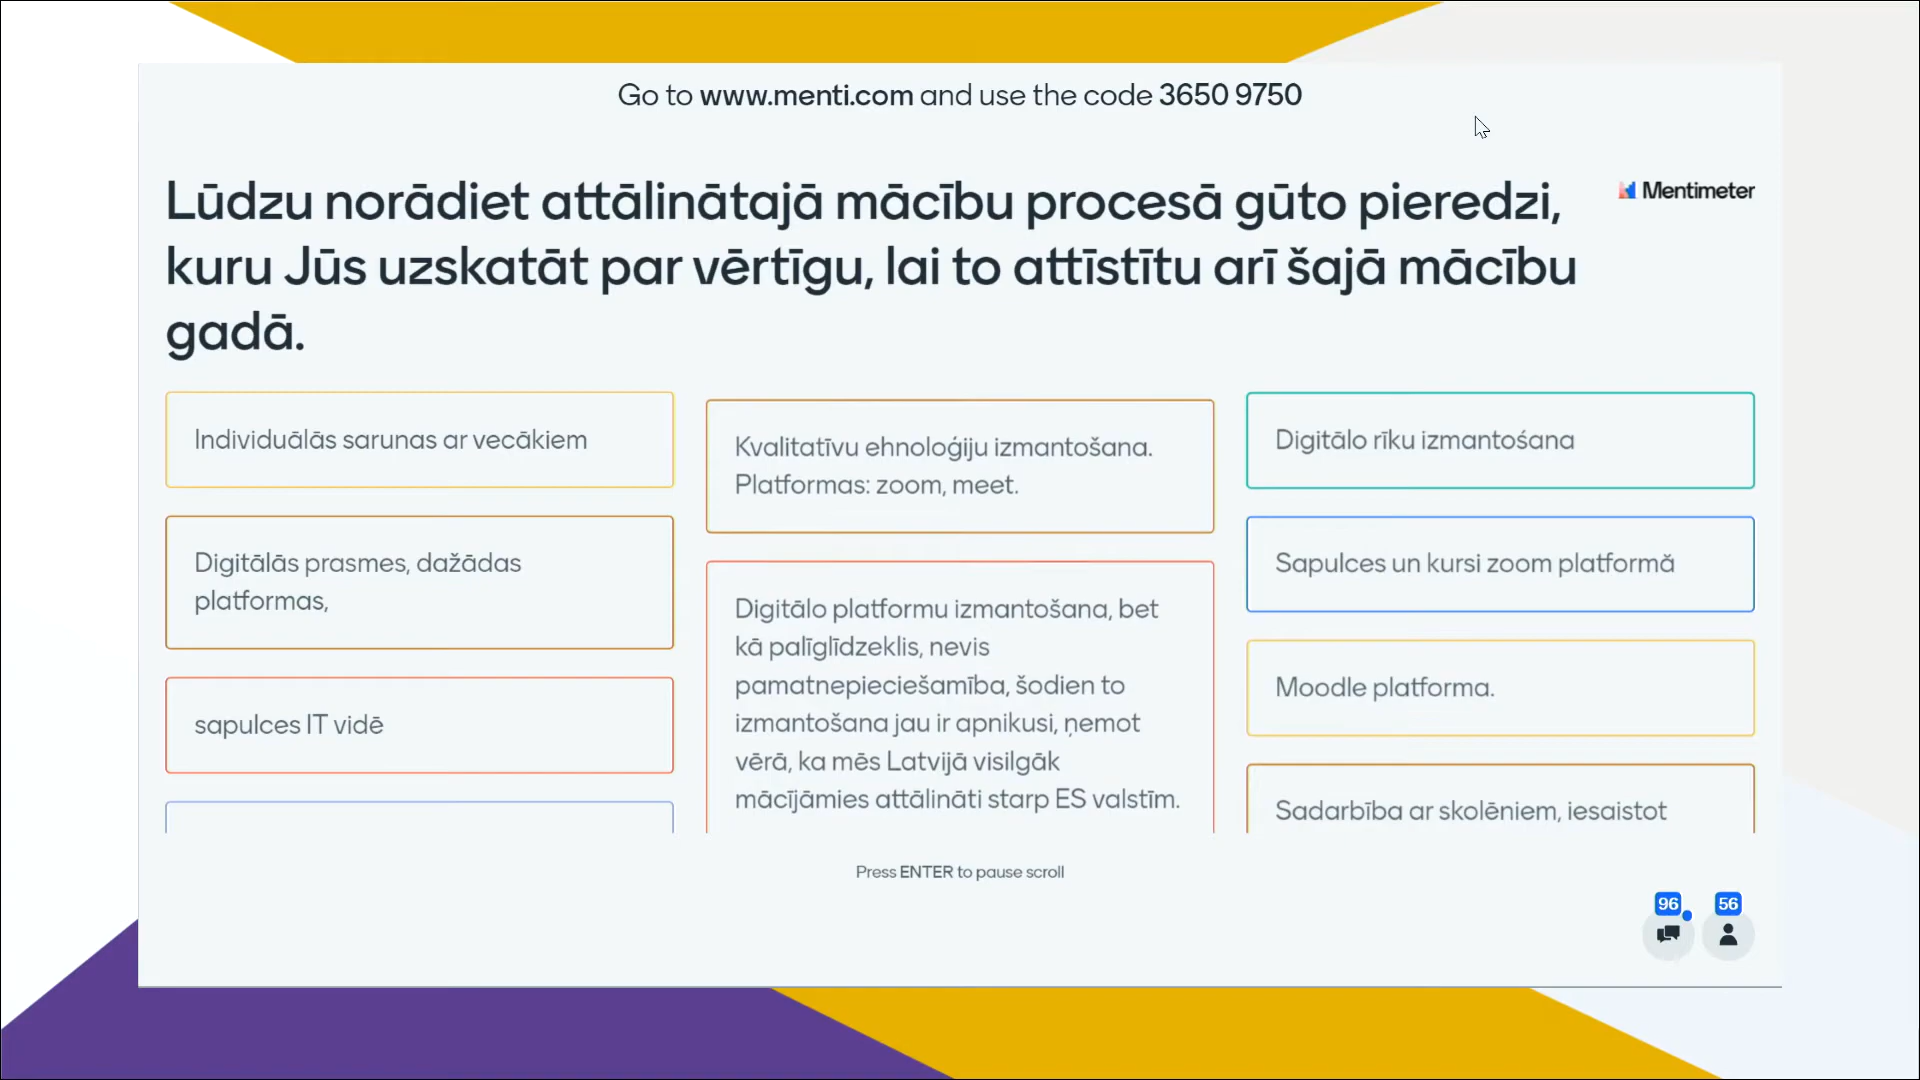 Go to www.menti.com and use the code 3650 9750
Mentimeter
Lūdzu norādiet attālinātajā mācību procesā gūto pieredzi,
kuru Jūs uzskatāt par vērtīgu, lai to attīstītu arī šajā mācību
gadā.
Individuālās sarunas ar vecākiem
Digitālās prasmes, dažādas
platformas,
sapulces IT vidē
Kvalitatīvu ehnoloģiju izmantošana.
Platformas: zoom, meet.
Digitālo platformu izmantošana, bet
kā palīglīdzeklis, nevis
pamatnepieciešamība, šodien to
izmantošana jau ir apnikusi, ņemot
vērā, ka mēs Latvijā visilgāk
mācījāmies attālināti starp ES valstīm.
Digitālo rīku izmantośana
Sapulces un kursi zoom platformă
Moodle platforma.
Sadarbība ar skolēniem, iesaistot
Press ENTER to pause scroll
96
56